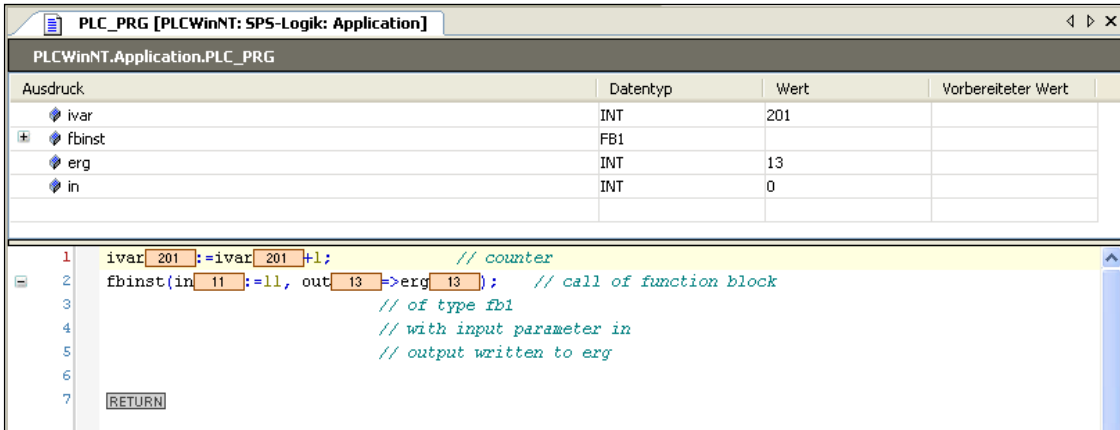 PLC_PRG [PLCWinNT: SPS-Logik: Application]
PLCWinNT.Application.PLC_PRG
Ausdruck Datentyp Wert Vorbereiteter Wert
ivar INT 201
fbinst FB1
erg INT 13
in INT 0
1 ivar 201 :=ivar 201 +1; // counter
2 fbinst(in 11 :=11, out 13 =>erg 13 ); // call of function block
3 // of type fb1
4 // with input parameter in
5 // output written to erg
6
7 RETURN